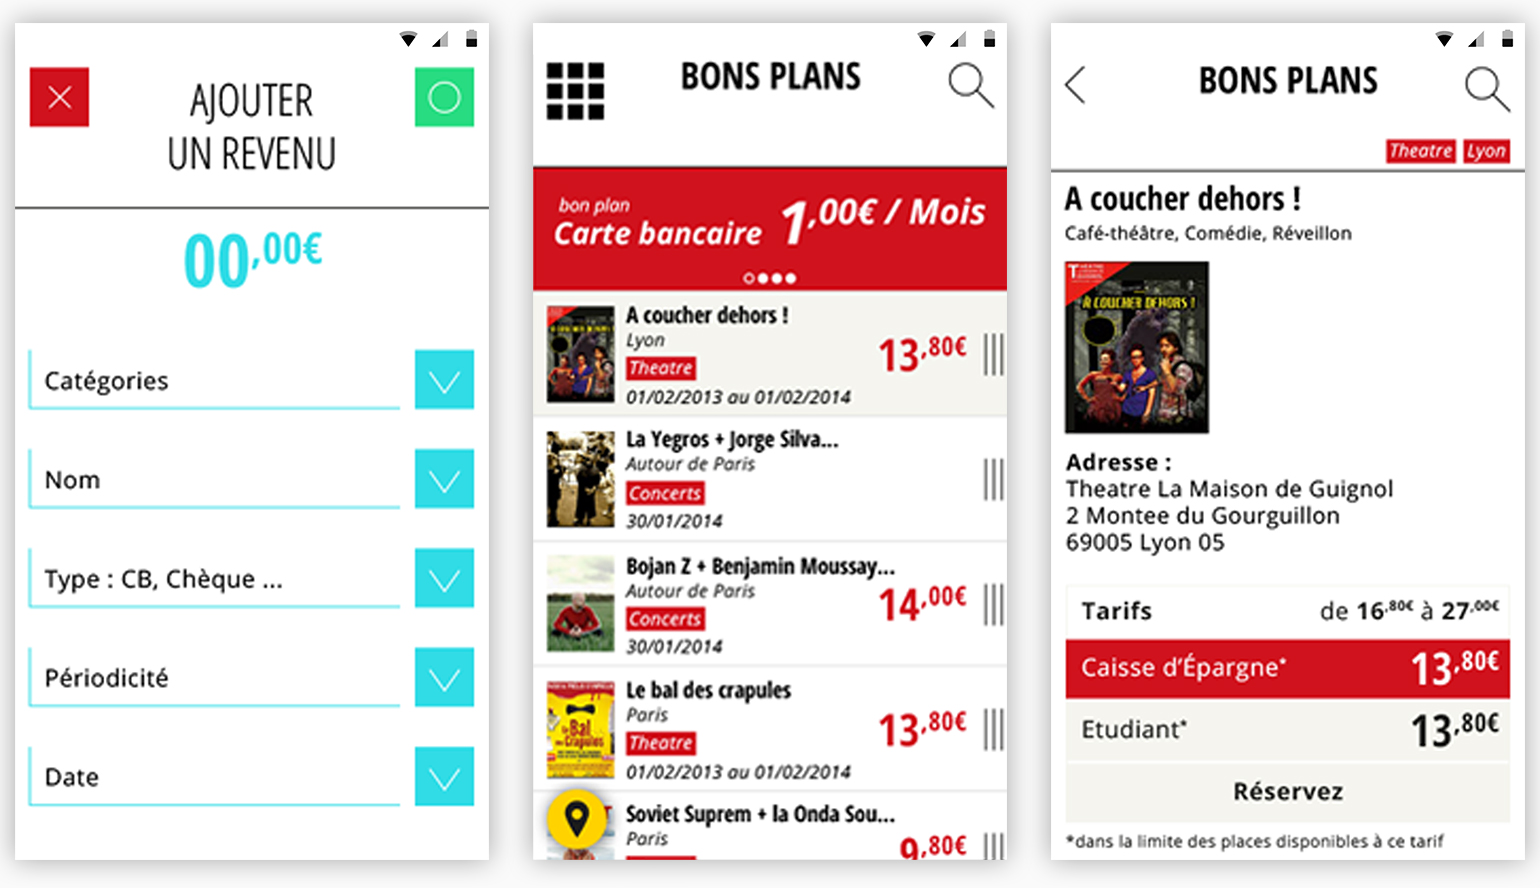 AJOUTER
UN REVENU
00,00€
Catégories
Nom
Type : CB, Chèque ...
Périodicité
Date
BONS PLANS
bon plan
Carte bancaire 1,00€ / Mois
A coucher dehors !
Lyon
Theatre
13,80€
01/02/2013 au 01/02/2014
La Yegros + Jorge Silva...
Autour de Paris
Concerts
30/01/2014
Bojan Z + Benjamin Moussay...
Autour de Paris
Concerts
14,00€
30/01/2014
Le bal des crapules
Paris
Theatre
13,80€
01/02/2013 au 01/02/2014
Le Bal
des Crapules
Soviet Suprem + la Onda Sou...
Paris
9,80€
BONS PLANS
Theatre Lyon
A coucher dehors !
Café-théâtre, Comédie, Réveillon
A COUCHER DEHORS !
Adresse :
Theatre La Maison de Guignol
2 Montee du Gourguillon
69005 Lyon 05
Tarifs de 16,80€ à 27,00€
Caisse d'Épargne* 13,80€
Etudiant* 13,80€
Réservez
*dans la limite des places disponibles à ce tarif